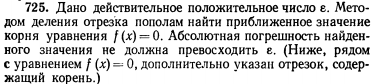 725. Дано действительное положительное число ε. Мето-
дом деления отрезка пополам найти приближенное значение
корня уравнения f (x) = 0. Абсолютная погрешность найден-
ного значения не должна превосходить ε. (Ниже, рядом
с уравнением f (x) = 0, дополнительно указан отрезок, содер-
жащий корень.)